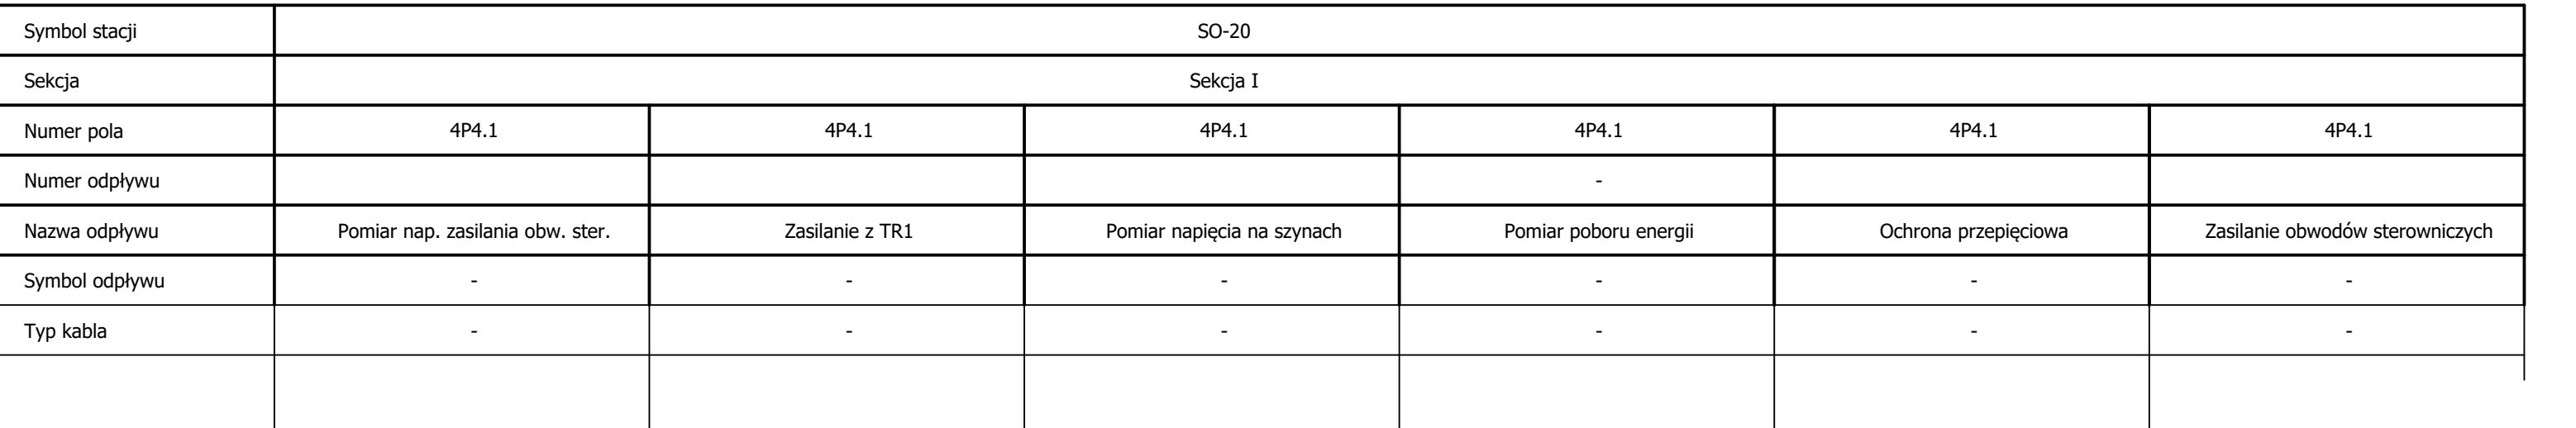 Symbol stacji SO-20
Sekcja Sekcja I
Numer pola 4P4.1 4P4.1 4P4.1 4P4.1 4P4.1 4P4.1
Numer odpływu -
Nazwa odpływu Pomiar nap. zasilania obw. ster. Zasilanie z TR1 Pomiar napięcia na szynach Pomiar poboru energii Ochrona przepięciowa Zasilanie obwodów sterowniczych
Symbol odpływu - - - - - -
Typ kabla - - - - - -